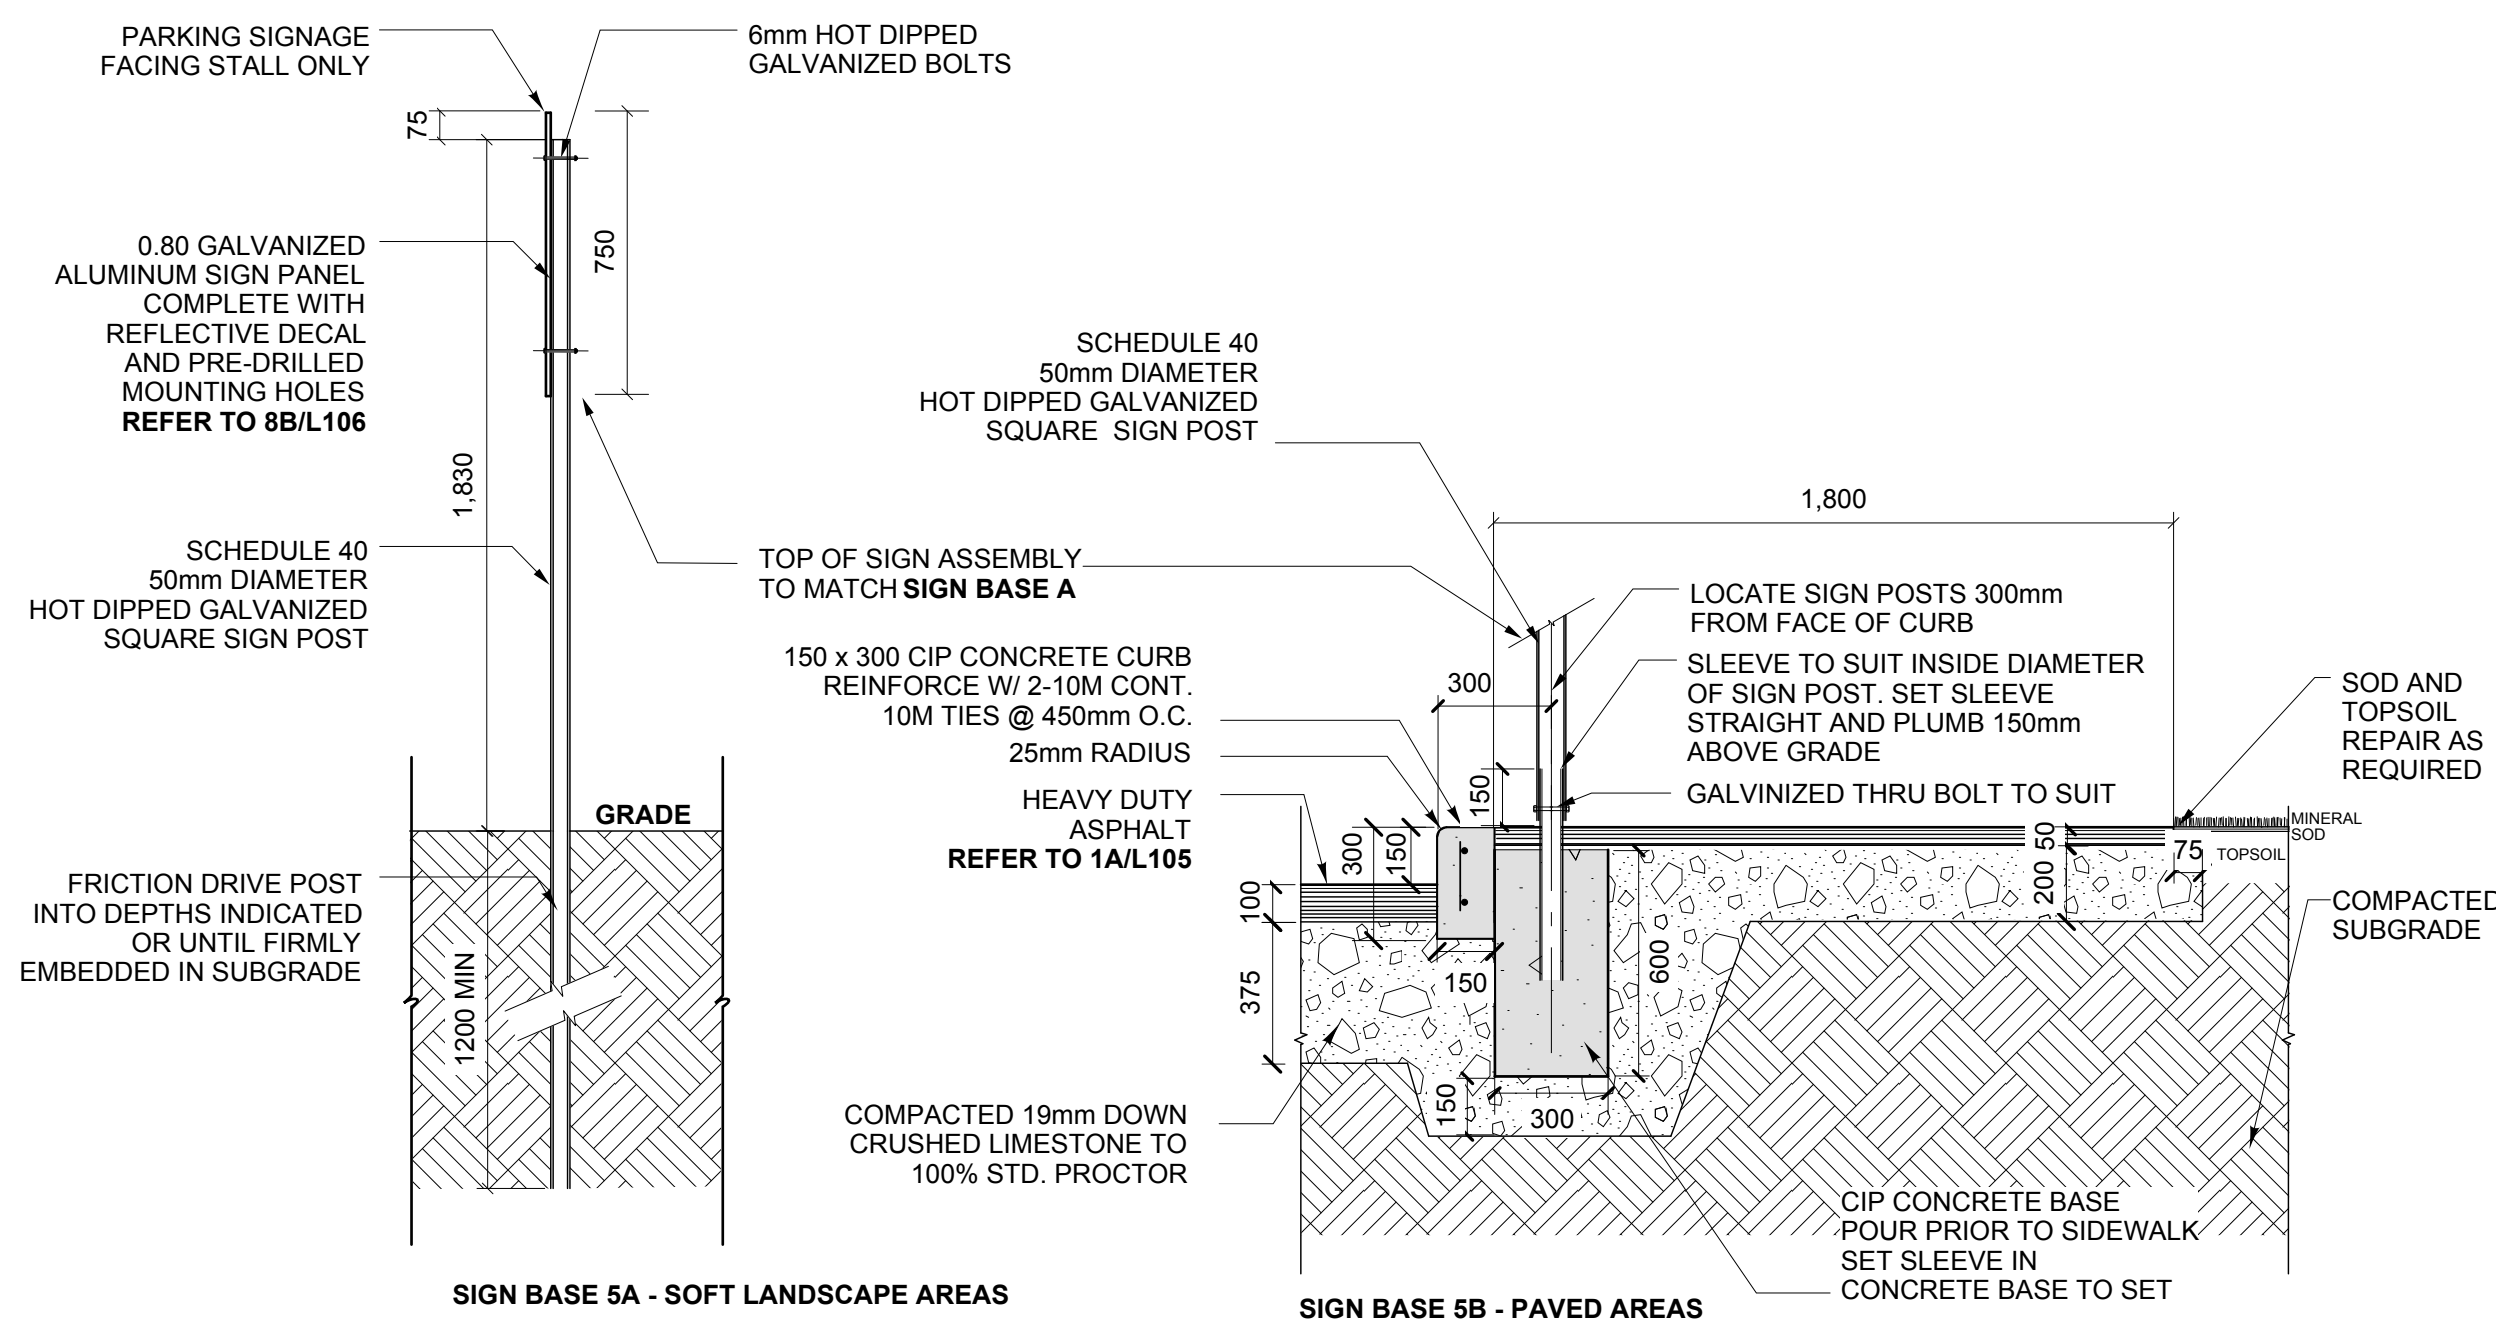 PARKING SIGNAGE
FACING STALL ONLY
6mm HOT DIPPED
GALVANIZED BOLTS
75
750
0.80 GALVANIZED
ALUMINUM SIGN PANEL
COMPLETE WITH
REFLECTIVE DECAL
AND PRE-DRILLED
MOUNTING HOLES
REFER TO 8B/L106
1,830
SCHEDULE 40
50mm DIAMETER
HOT DIPPED GALVANIZED
SQUARE SIGN POST
GRADE
FRICTION DRIVE POST
INTO DEPTHS INDICATED
OR UNTIL FIRMLY
EMBEDDED IN SUBGRADE
1200 MIN
SIGN BASE 5A - SOFT LANDSCAPE AREAS
SCHEDULE 40
50mm DIAMETER
HOT DIPPED GALVANIZED
SQUARE SIGN POST
1,800
TOP OF SIGN ASSEMBLY
TO MATCH SIGN BASE A
LOCATE SIGN POSTS 300mm
FROM FACE OF CURB
150 x 300 CIP CONCRETE CURB
REINFORCE W/ 2-10M CONT.
10M TIES @ 450mm O.C.
25mm RADIUS
300
SLEEVE TO SUIT INSIDE DIAMETER
OF SIGN POST. SET SLEEVE
STRAIGHT AND PLUMB 150mm
ABOVE GRADE
GALVINIZED THRU BOLT TO SUIT
SOD AND
TOPSOIL
REPAIR AS
REQUIRED
HEAVY DUTY
ASPHALT
REFER TO 1A/L105
150
300
150
100
375
150
600
150
300
50
200
75
MINERAL
SOD
TOPSOIL
COMPACTED
SUBGRADE
COMPACTED 19mm DOWN
CRUSHED LIMESTONE TO
100% STD. PROCTOR
CIP CONCRETE BASE
POUR PRIOR TO SIDEWALK
SET SLEEVE IN
CONCRETE BASE TO SET
SIGN BASE 5B - PAVED AREAS